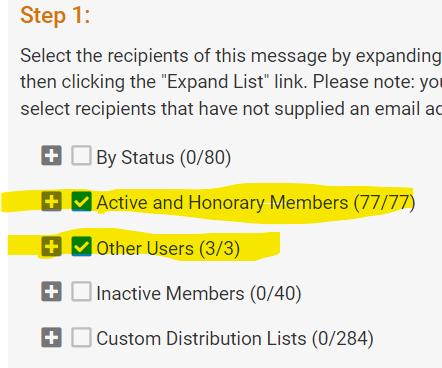 Step 1:
Select the recipients of this message by expanding
then clicking the "Expand List" link. Please note: you
select recipients that have not supplied an email ad
By Status (0/80)
Active and Honorary Members (77/77)
Other Users (3/3)
Inactive Members (0/40)
Custom Distribution Lists (0/284)